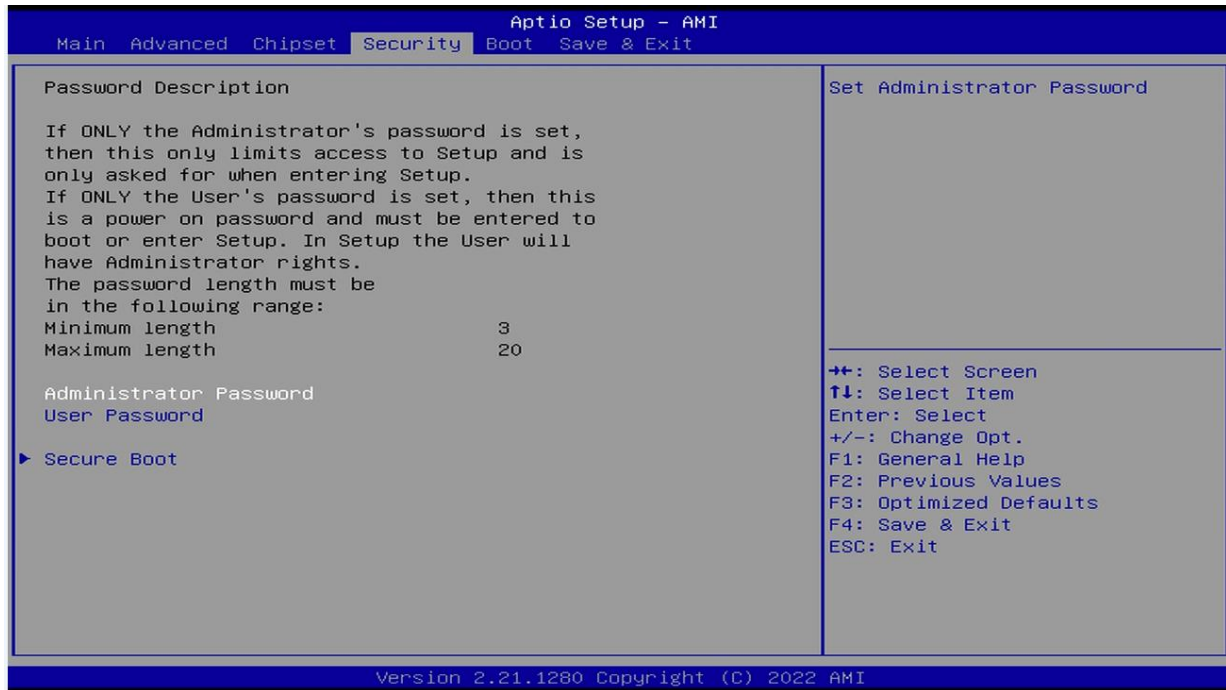 Aptio Setup – AMI
Main Advanced Chipset Security Boot Save & Exit
Password Description
If ONLY the Administrator's password is set,
then this only limits access to Setup and is
only asked for when entering Setup.
If ONLY the User's password is set, then this
is a power on password and must be entered to
boot or enter Setup. In Setup the User will
have Administrator rights.
The password length must be
in the following range:
Minimum length 3
Maximum length 20
Administrator Password
User Password
► Secure Boot
Set Administrator Password
→←: Select Screen
↑↓: Select Item
Enter: Select
+/-: Change Opt.
F1: General Help
F2: Previous Values
F3: Optimized Defaults
F4: Save & Exit
ESC: Exit
Version 2.21.1280 Copyright (C) 2022 AMI